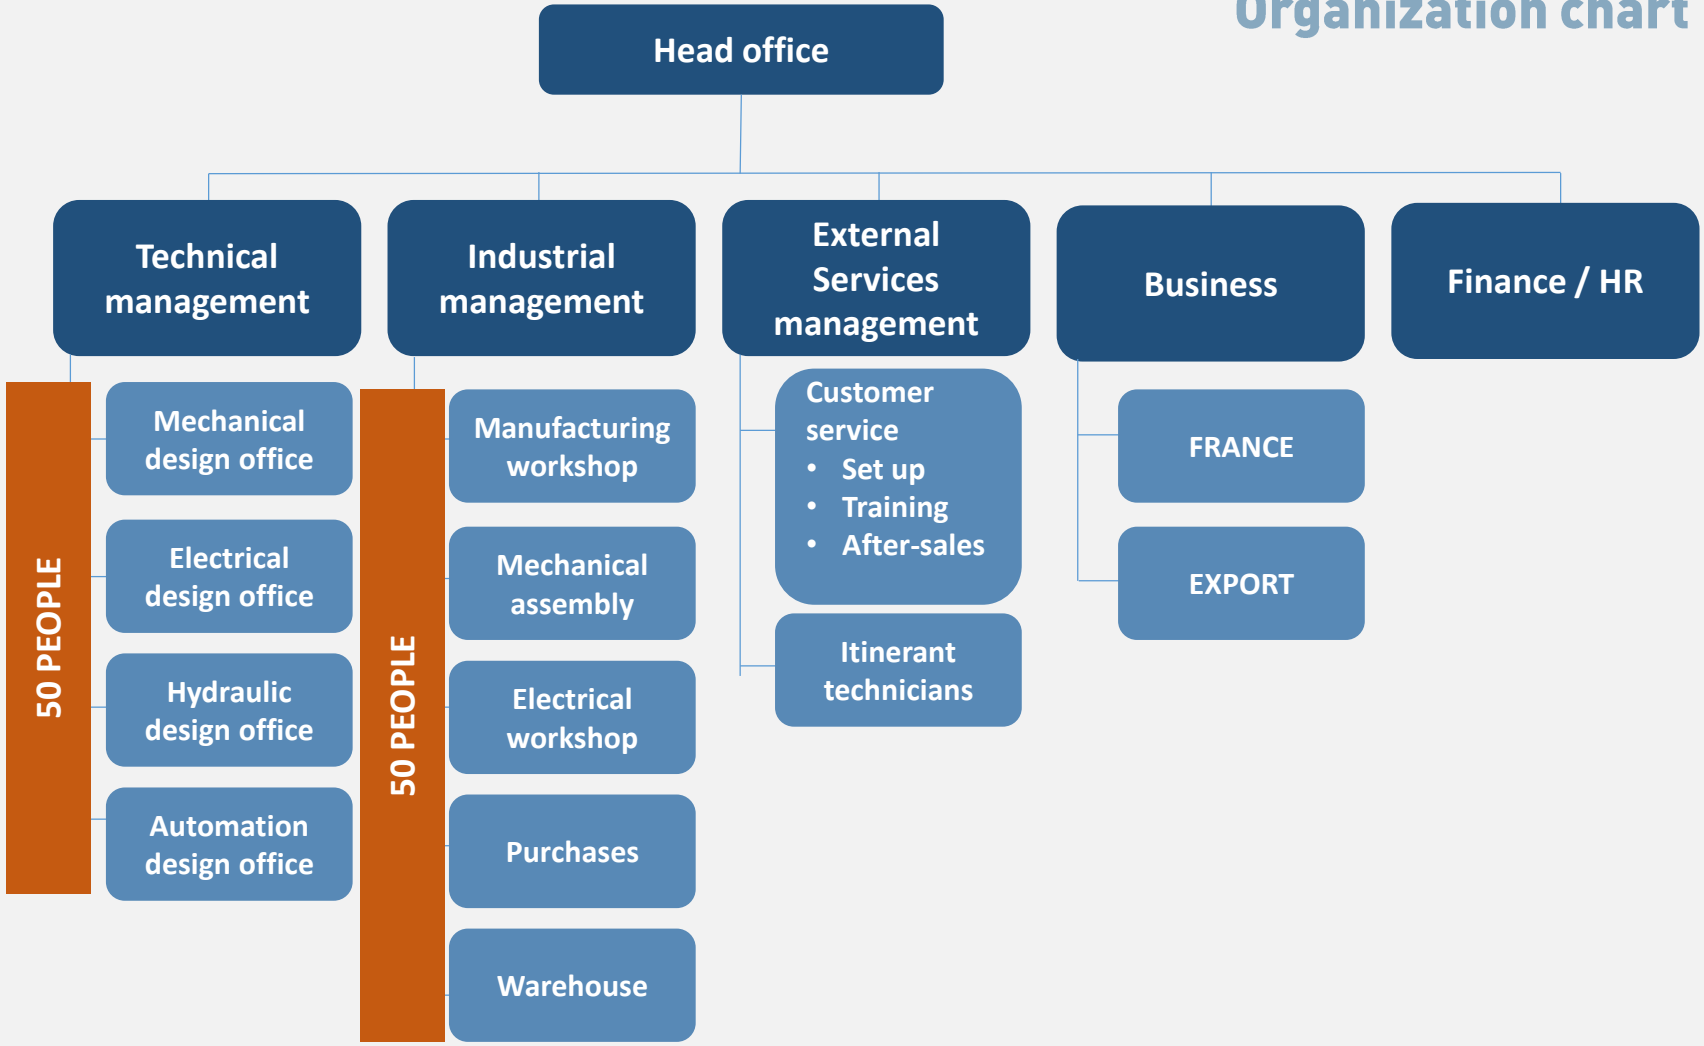 Organization chart
Head office
Technical
management
Industrial
management
External
Services
management
Business
Finance / HR
50 PEOPLE
Mechanical
design office
Electrical
design office
Hydraulic
design office
Automation
design office
50 PEOPLE
Manufacturing
workshop
Mechanical
assembly
Electrical
workshop
Purchases
Warehouse
Customer
service
• Set up
• Training
• After-sales
Itinerant
technicians
FRANCE
EXPORT